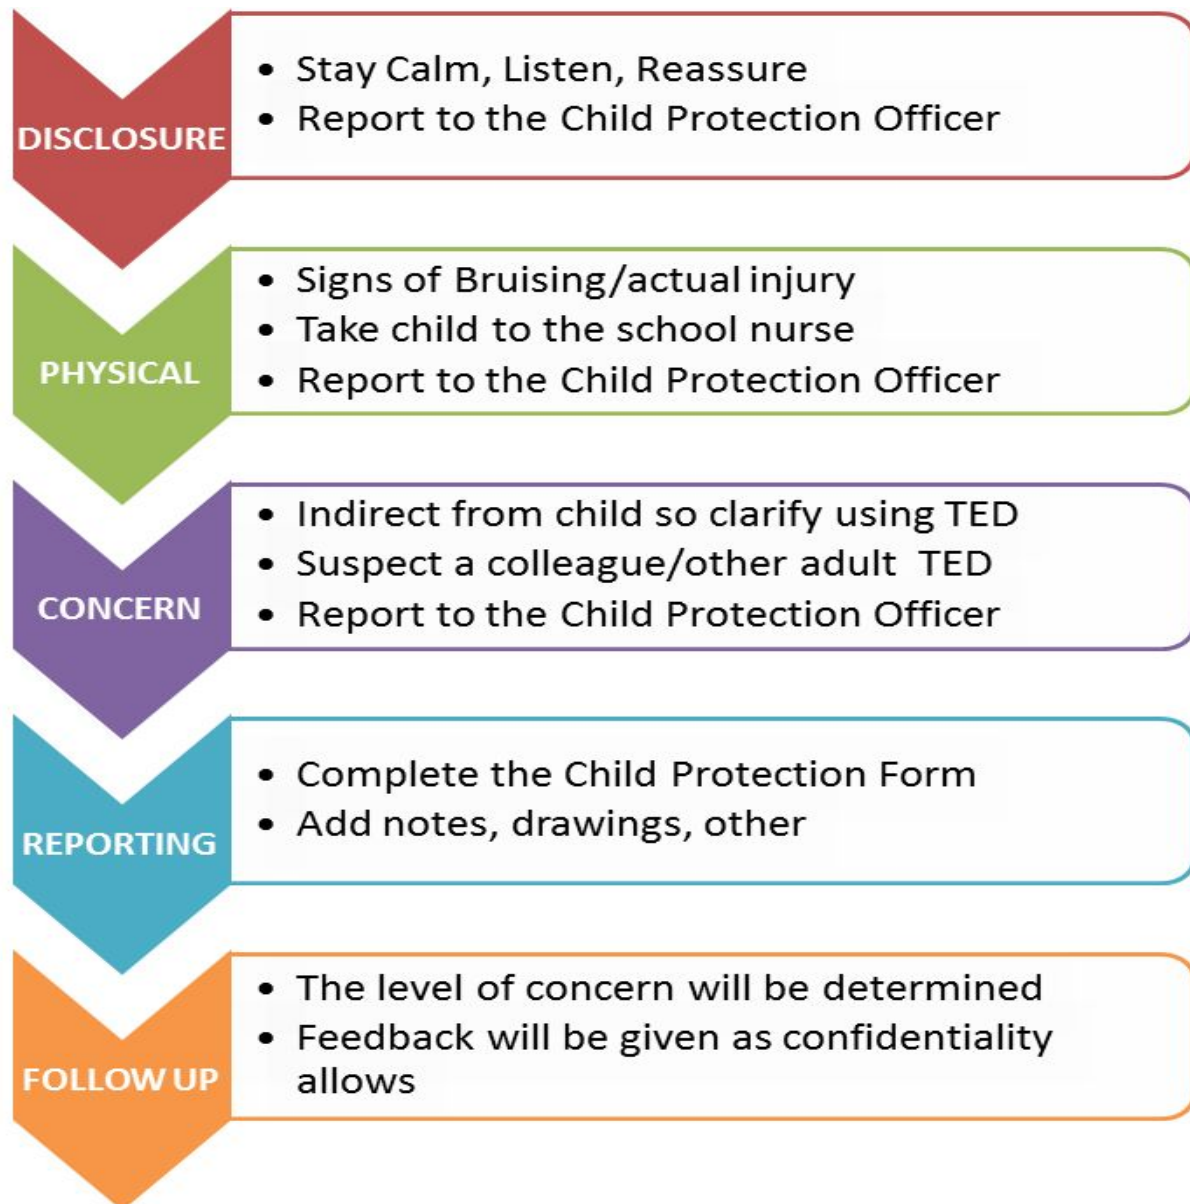 DISCLOSURE
• Stay Calm, Listen, Reassure
• Report to the Child Protection Officer
PHYSICAL
• Signs of Bruising/actual injury
• Take child to the school nurse
• Report to the Child Protection Officer
CONCERN
• Indirect from child so clarify using TED
• Suspect a colleague/other adult  TED
• Report to the Child Protection Officer
REPORTING
• Complete the Child Protection Form
• Add notes, drawings, other
FOLLOW UP
• The level of concern will be determined
• Feedback will be given as confidentiality
allows